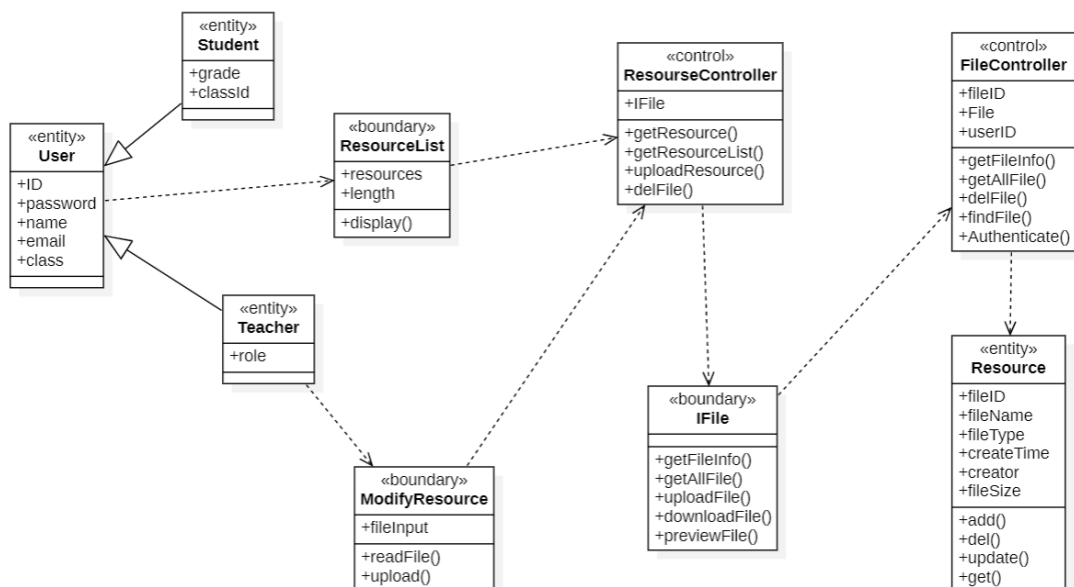 «entity»
Student
+grade
+classId
«entity»
User
+ID
+password
+name
+email
+class
«boundary»
ResourceList
+resources
+length
+display()
«control»
ResourseController
+IFile
+getResource()
+getResourceList()
+uploadResource()
+delFile()
«control»
FileController
+fileID
+File
+userID
+getFileInfo()
+getAllFile()
+delFile()
+findFile()
+Authenticate()
«entity»
Teacher
+role
«boundary»
ModifyResource
+fileInput
+readFile()
+upload()
«boundary»
IFile
+getFileInfo()
+getAllFile()
+uploadFile()
+downloadFile()
+previewFile()
«entity»
Resource
+fileID
+fileName
+fileType
+createTime
+creator
+fileSize
+add()
+del()
+update()
+get()